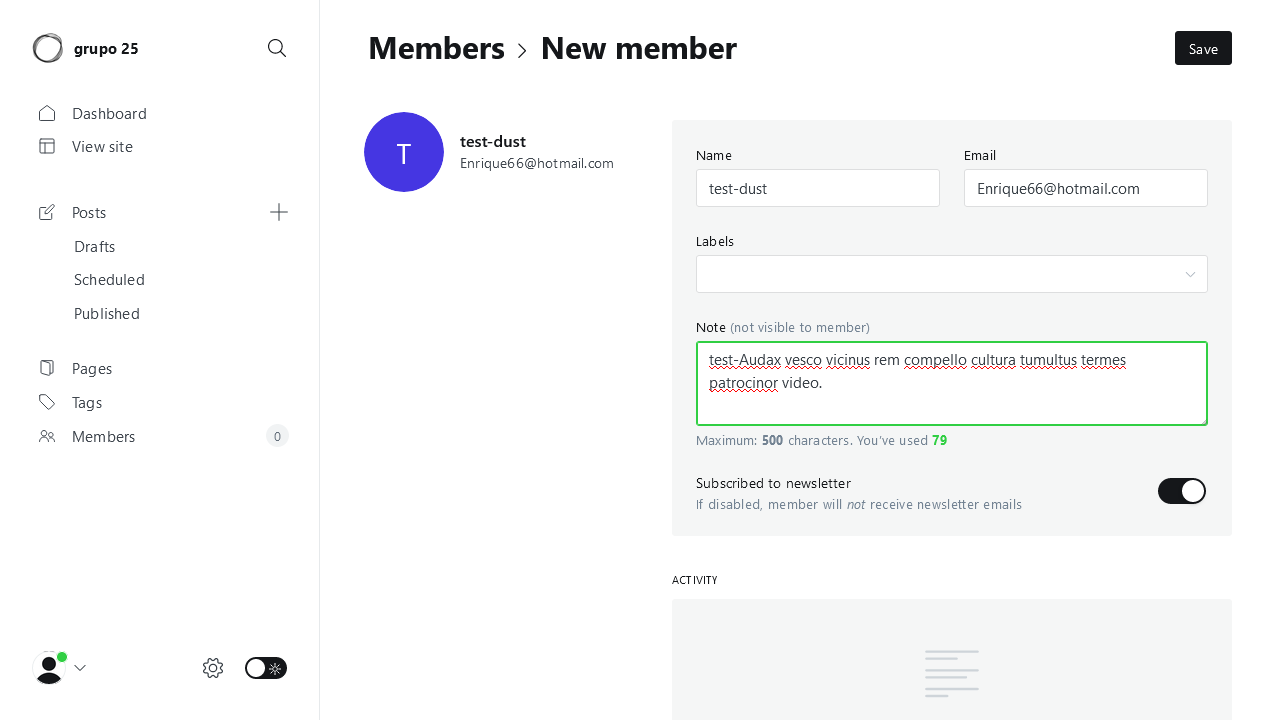 grupo 25
Dashboard
View site
Posts
Drafts
Scheduled
Published
Pages
Tags
Members
0
Members > New member
Save
T
test-dust
Enrique66@hotmail.com
Name
test-dust
Email
Enrique66@hotmail.com
Labels
Note (not visible to member)
test-Audax vesco vicinus rem compello cultura tumultus termes
patrocinor video.
Maximum: 500 characters. You’ve used 79
Subscribed to newsletter
If disabled, member will not receive newsletter emails
ACTIVITY